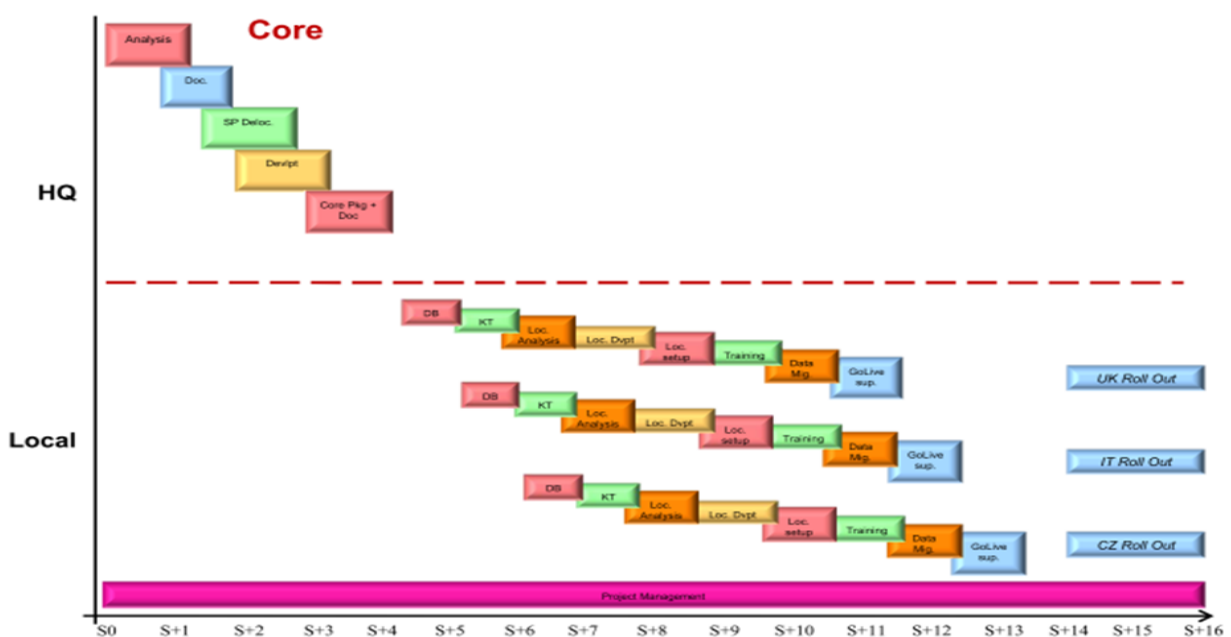 Core
Analysis
Doc.
SP Deloc.
Devlpt
Core Pkg +
Doc
HQ
DB
KT
Loc.
Analysis
Loc. Dvpt
Loc.
setup
Training
Data
Mig.
GoLive
sup.
UK Roll Out
DB
KT
Loc.
Analysis
Loc. Dvpt
Loc.
setup
Training
Data
Mig.
GoLive
sup.
IT Roll Out
Local
DB
KT
Loc.
Analysis
Loc. Dvpt
Loc.
setup
Training
Data
Mig.
GoLive
sup.
CZ Roll Out
Project Management
S0 S+1 S+2 S+3 S+4 S+5 S+6 S+7 S+8 S+9 S+10 S+11 S+12 S+13 S+14 S+15 S+16